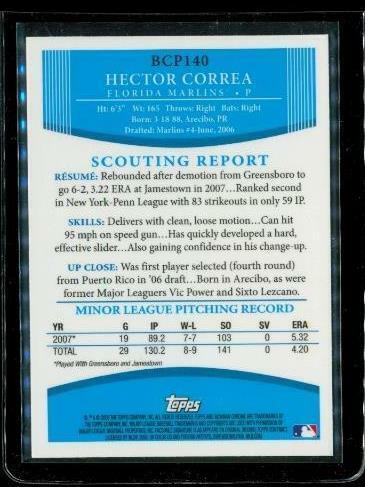 BCP140
HECTOR CORREA
FLORIDA MARLINS • P
Ht: 6'3" Wt: 165 Throws: Right Bats: Right
Born: 3-18-88, Arecibo, PR
Drafted: Marlins #4-June, 2006
SCOUTING REPORT
RÉSUMÉ: Rebounded after demotion from Greensboro to
go 6-2, 3.22 ERA at Jamestown in 2007...Ranked second
in New York-Penn League with 83 strikeouts in only 59 IP.
SKILLS: Delivers with clean, loose motion...Can hit
95 mph on speed gun...Has quickly developed a hard,
effective slider...Also gaining confidence in his change-up.
UP CLOSE: Was first player selected (fourth round)
from Puerto Rico in '06 draft...Born in Arecibo, as were
former Major Leaguers Vic Power and Sixto Lezcano.
MINOR LEAGUE PITCHING RECORD
YR G IP W-L SO SV ERA
2007* 19 89.2 7-7 103 0 5.32
TOTAL 29 130.2 8-9 141 0 4.20
*Played With Greensboro and Jamestown
Topps